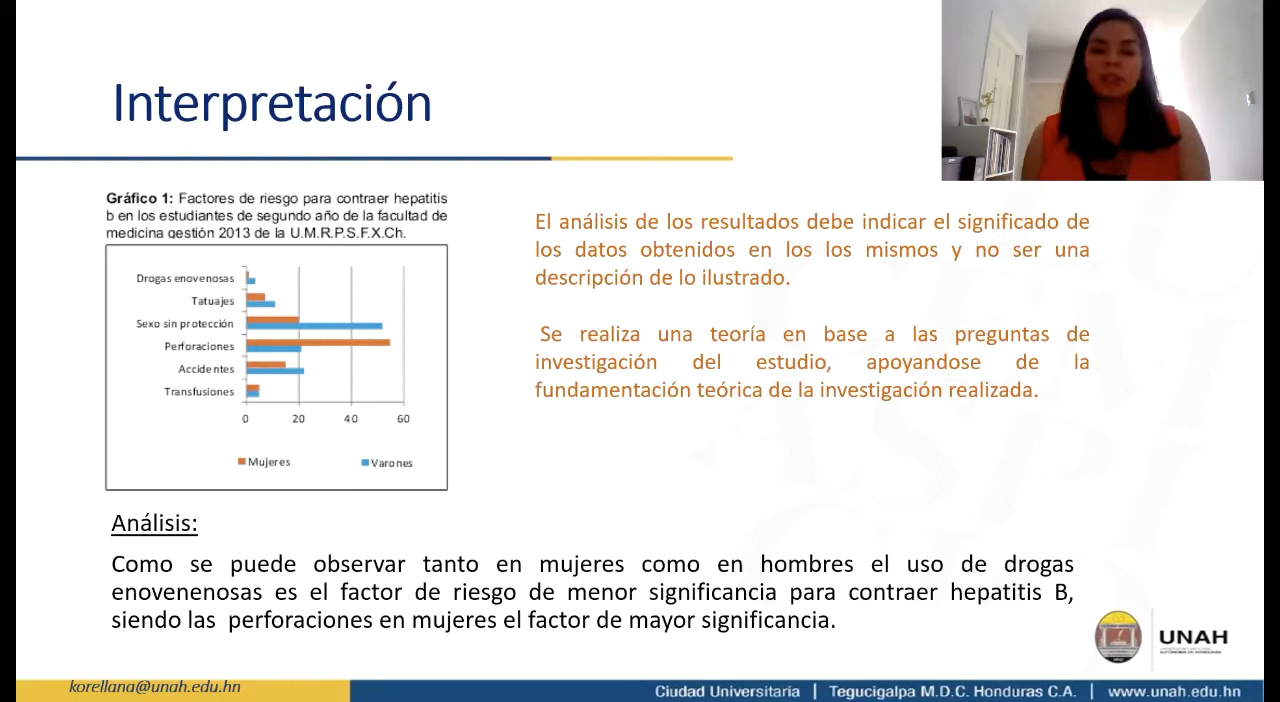 Interpretación
Gráfico 1: Factores de riesgo para contraer hepatitis
b en los estudiantes de segundo año de la facultad de
medicina gestión 2013 de la U.M.R.P.S.F.X.Ch.
Drogas enovenosas
Tatuajes
Sexo sin protección
Perforaciones
Accidentes
Transfusiones
0 20 40 60
Mujeres Varones
El análisis de los resultados debe indicar el significado de
los datos obtenidos en los los mismos y no ser una
descripción de lo ilustrado.
Se realiza una teoría en base a las preguntas de
investigación del estudio, apoyandose de la
fundamentación teórica de la investigación realizada.
Análisis:
Como se puede observar tanto en mujeres como en hombres el uso de drogas
enovenenosas es el factor de riesgo de menor significancia para contraer hepatitis B,
siendo las perforaciones en mujeres el factor de mayor significancia.
UNAH
UNIVERSIDAD NACIONAL
AUTÓNOMA DE HONDURAS
korellana@unah.edu.hn
Ciudad Universitaria | Tegucigalpa M.D.C. Honduras C.A. | www.unah.edu.hn